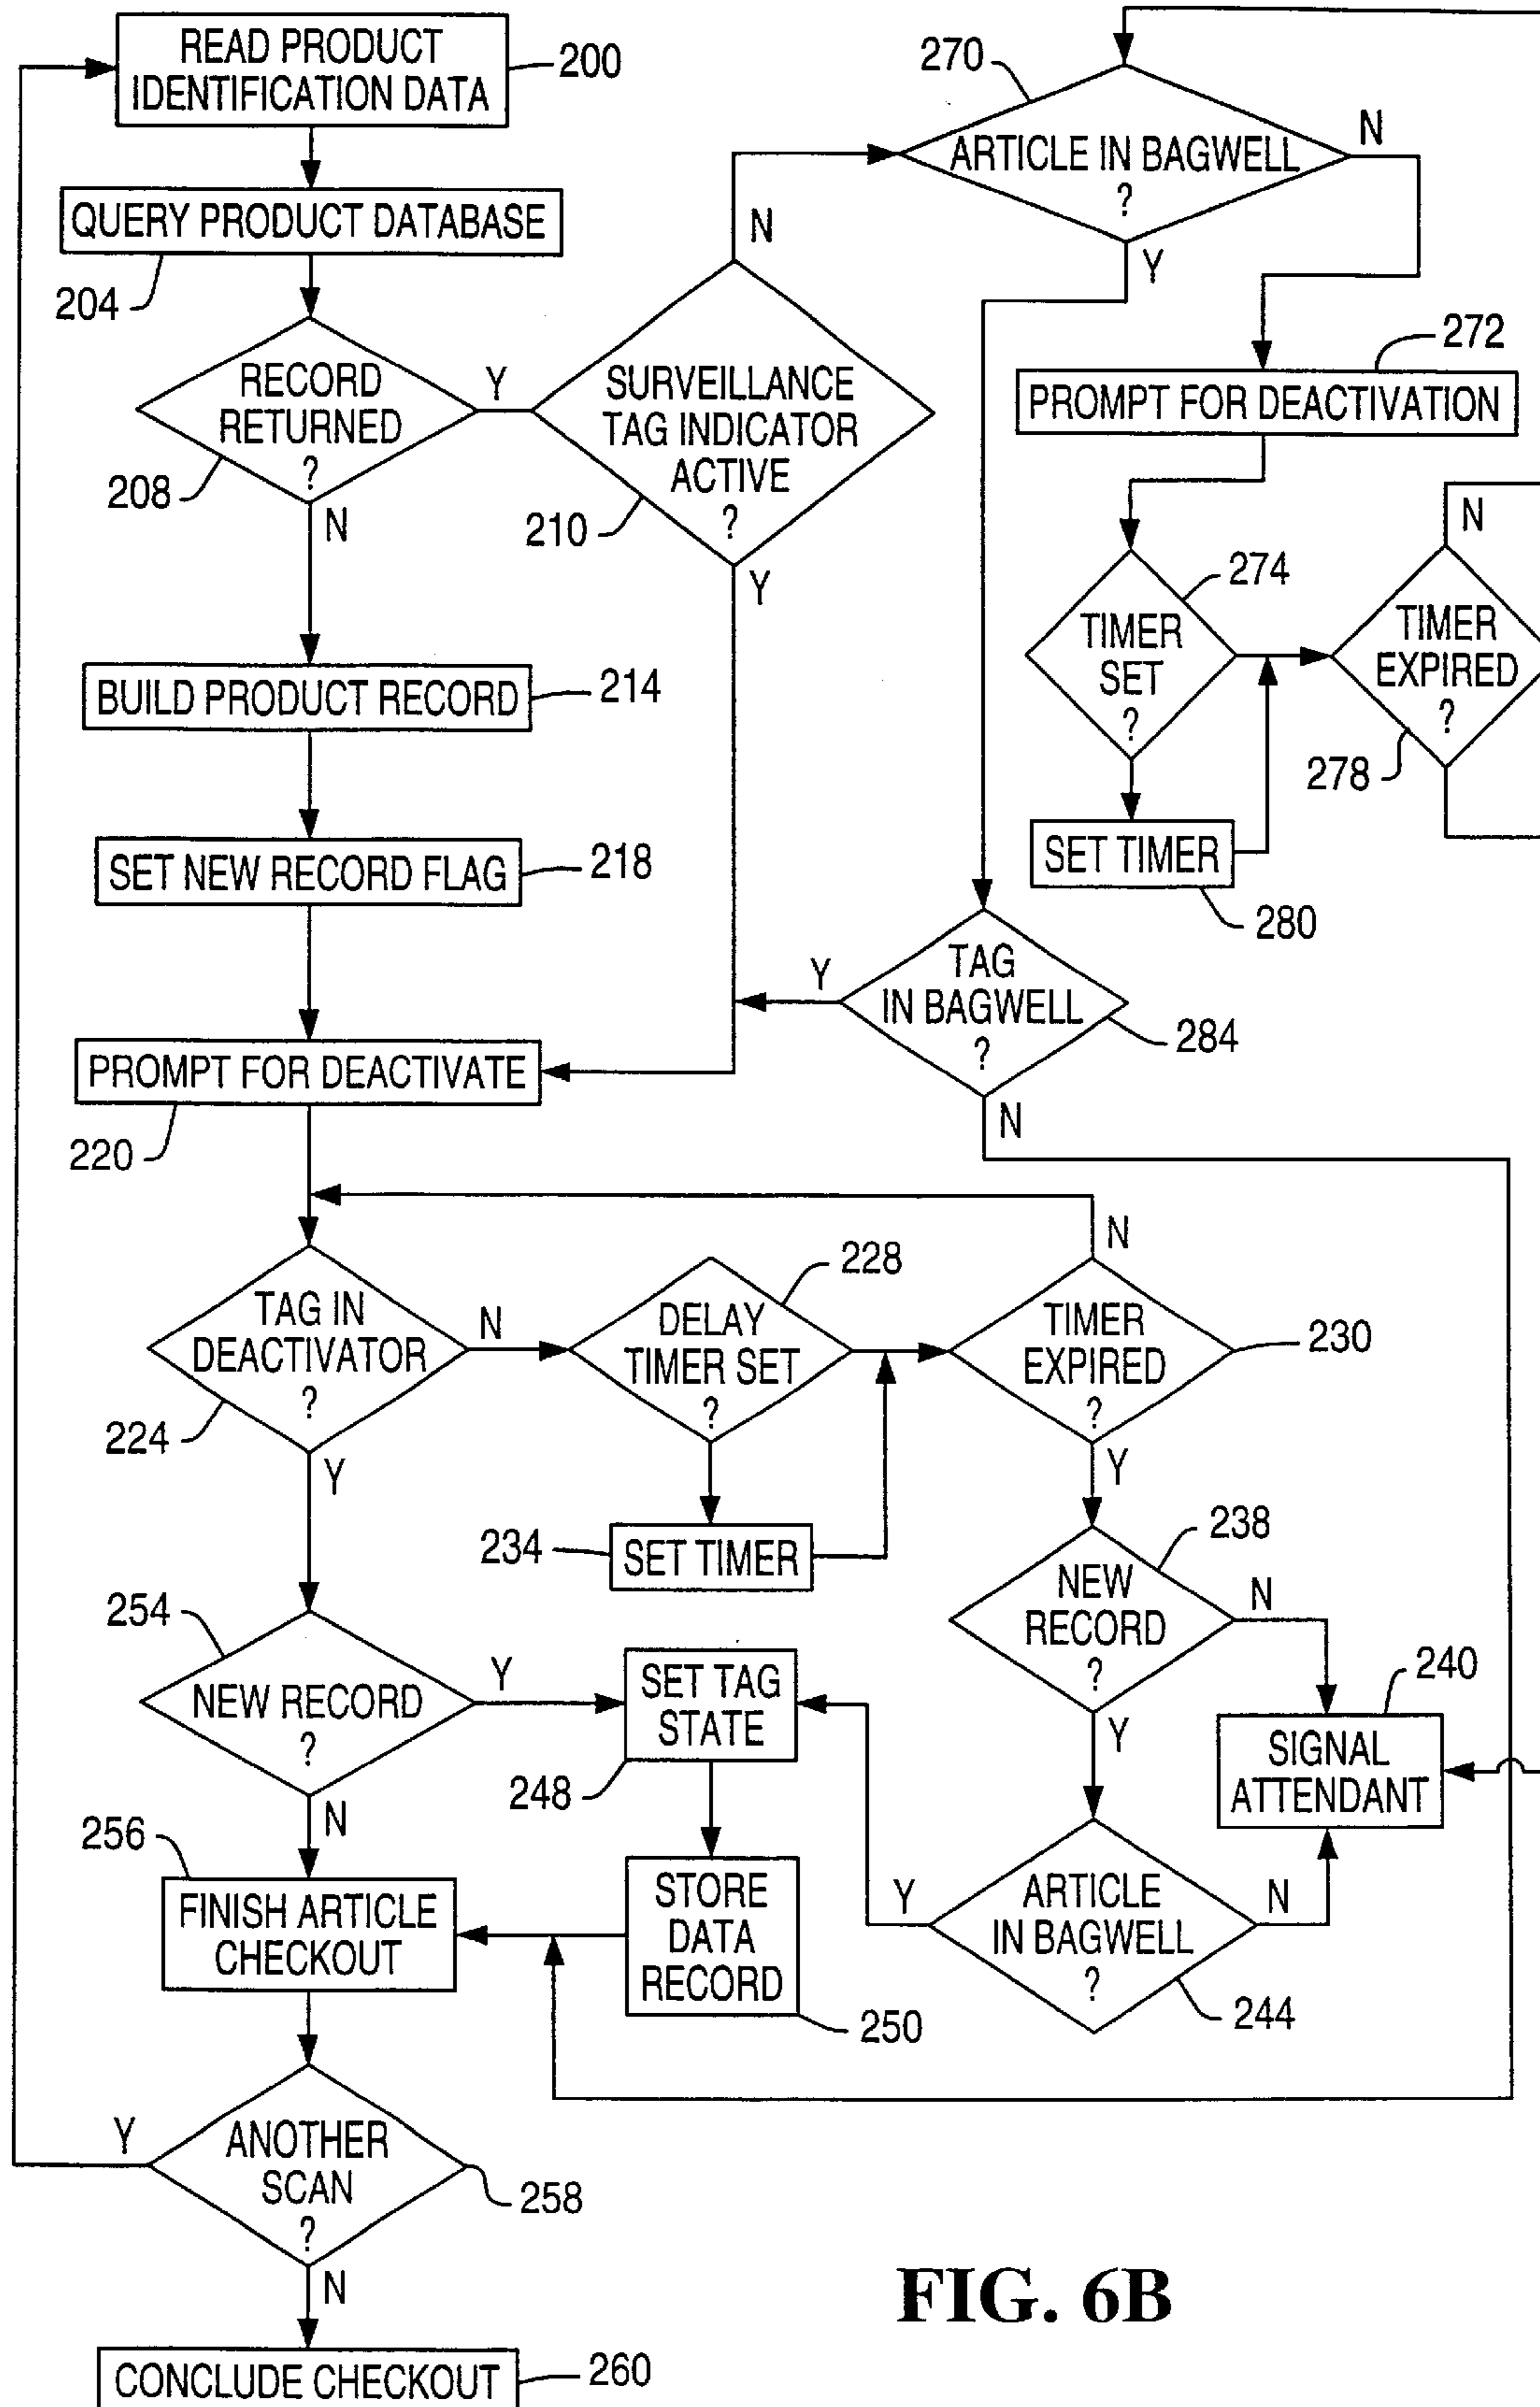 READ PRODUCT
IDENTIFICATION DATA
200
QUERY PRODUCT DATABASE
204
RECORD
RETURNED
?
208
Y
N
SURVEILLANCE
TAG INDICATOR
ACTIVE
?
210
N
Y
270
ARTICLE IN BAGWELL
?
N
Y
272
PROMPT FOR DEACTIVATION
274
TIMER
SET
?
N
TIMER
EXPIRED
?
278
SET TIMER
280
BUILD PRODUCT RECORD
214
SET NEW RECORD FLAG
218
Y
TAG
IN BAGWELL
?
284
N
PROMPT FOR DEACTIVATE
220
TAG IN
DEACTIVATOR
?
224
N
Y
228
DELAY
TIMER SET
?
N
TIMER
EXPIRED
?
230
Y
234
SET TIMER
238
NEW
RECORD
?
N
Y
254
NEW RECORD
?
Y
N
SET TAG
STATE
248
240
SIGNAL
ATTENDANT
256
FINISH ARTICLE
CHECKOUT
STORE
DATA
RECORD
250
Y
ARTICLE
IN BAGWELL
?
N
244
Y
ANOTHER
SCAN
?
258
N
CONCLUDE CHECKOUT
260
FIG. 6B